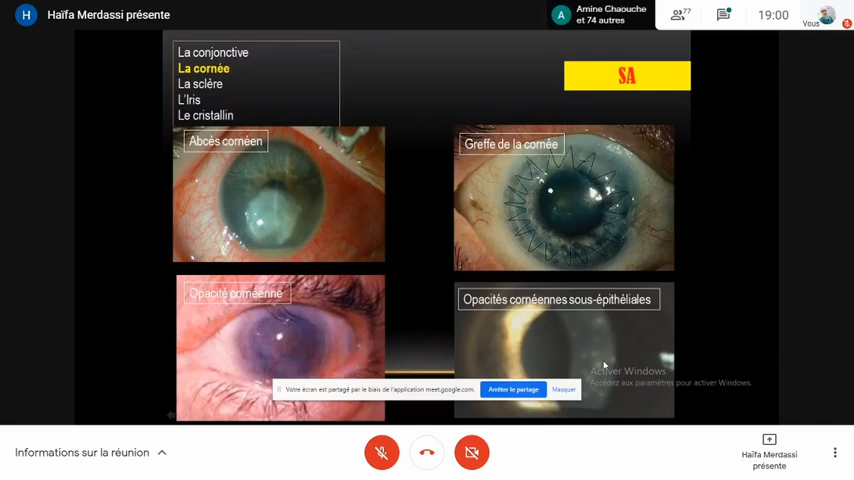 H
Haïfa Merdassi présente
A
Amine Chaouche
et 74 autres
77
19:00
Vous
La conjonctive
La cornée
La sclère
L'Iris
Le cristallin
SA
Abcès cornéen
Greffe de la cornée
Opacité cornéenne
Opacités cornéennes sous-épithéliales
Activer Windows
Accédez aux paramètres pour activer Windows.
Votre écran est partagé par le biais de l'application meet.google.com.
Arrêter le partage
Masquer
Informations sur la réunion
Haïfa Merdassi
présente